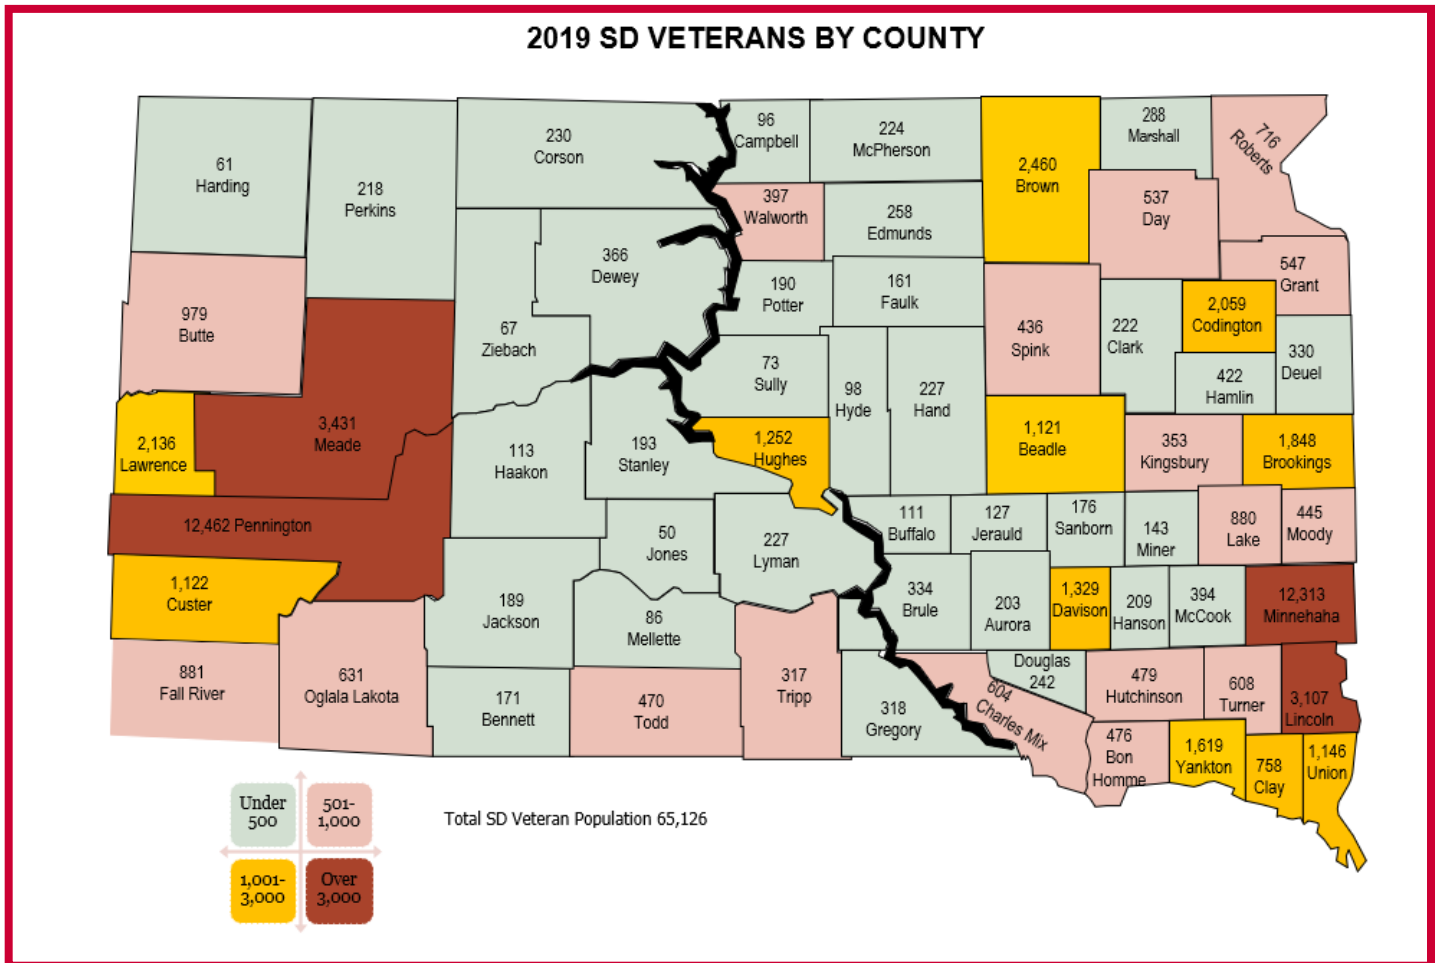 2019 SD VETERANS BY COUNTY
61
Harding
218
Perkins
230
Corson
96
Campbell
224
McPherson
2,460
Brown
288
Marshall
716
Roberts
397
Walworth
258
Edmunds
537
Day
366
Dewey
190
Potter
161
Faulk
547
Grant
979
Butte
67
Ziebach
436
Spink
222
Clark
2,059
Codington
330
Deuel
73
Sully
98
Hyde
227
Hand
422
Hamlin
2,136
Lawrence
3,431
Meade
113
Haakon
193
Stanley
1,252
Hughes
1,121
Beadle
353
Kingsbury
1,848
Brookings
12,462 Pennington
50
Jones
227
Lyman
111
Buffalo
127
Jerauld
176
Sanborn
143
Miner
880
Lake
445
Moody
1,122
Custer
189
Jackson
86
Mellette
334
Brule
203
Aurora
1,329
Davison
209
Hanson
394
McCook
12,313
Minnehaha
881
Fall River
631
Oglala Lakota
171
Bennett
470
Todd
317
Tripp
318
Gregory
604
Charles Mix
Douglas
242
479
Hutchinson
608
Turner
3,107
Lincoln
476
Bon
Homme
1,619
Yankton
758
Clay
1,146
Union
Under
500
501-
1,000
1,001-
3,000
Over
3,000
Total SD Veteran Population 65,126